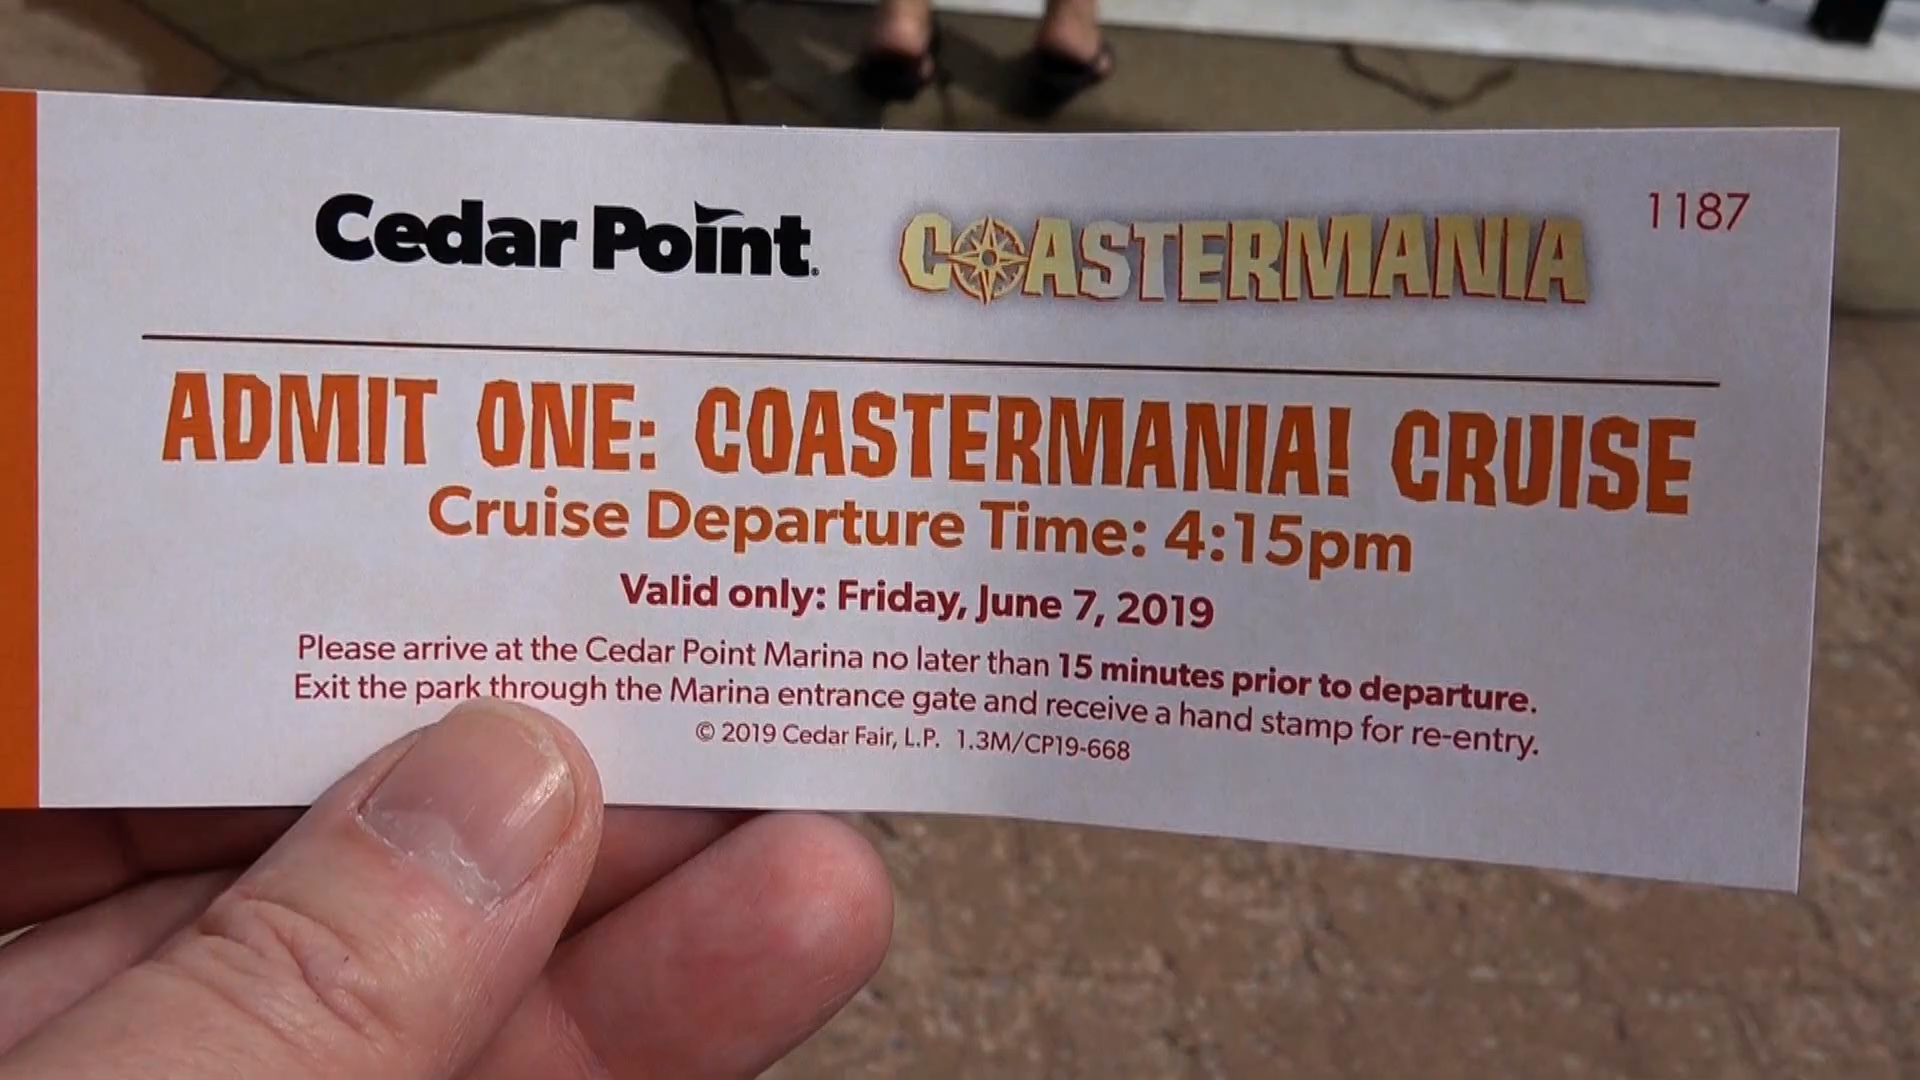 Cedar Point®
COASTERMANIA
1187
ADMIT ONE: COASTERMANIA! CRUISE
Cruise Departure Time: 4:15pm
Valid only: Friday, June 7, 2019
Please arrive at the Cedar Point Marina no later than 15 minutes prior to departure.
Exit the park through the Marina entrance gate and receive a hand stamp for re-entry.
© 2019 Cedar Fair, L.P. 1.3M/CP19-668